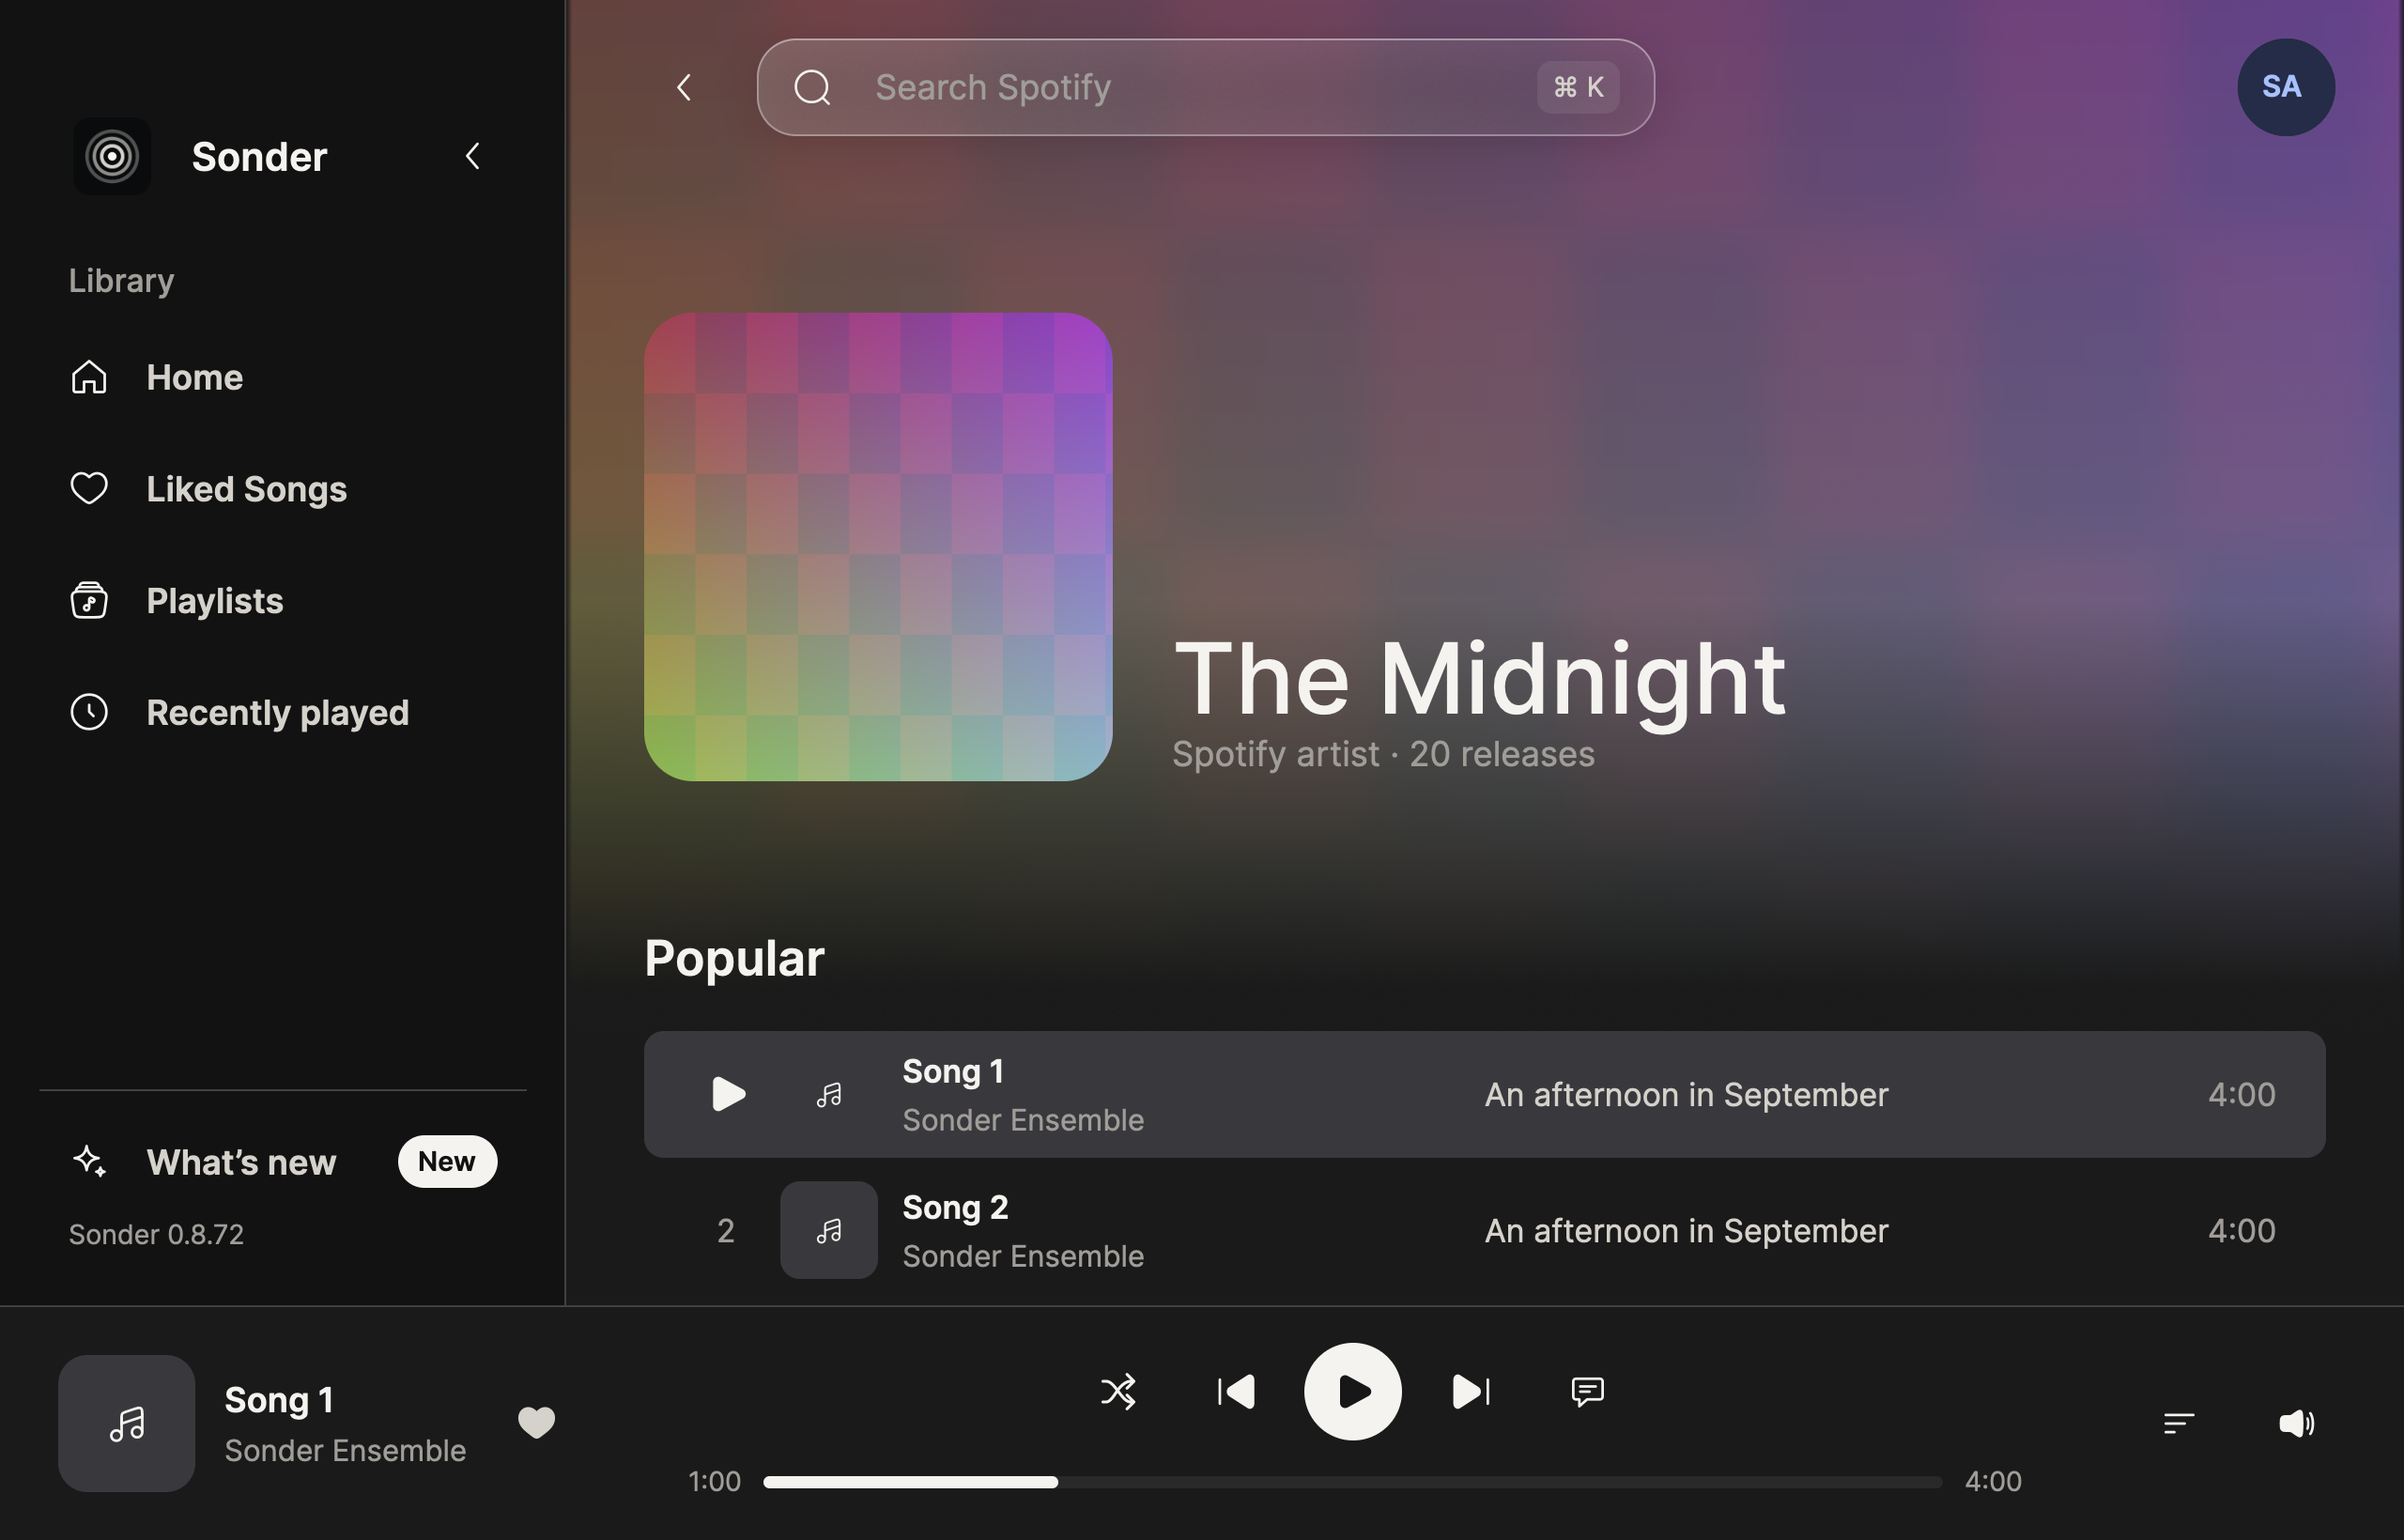 Search Spotify
⌘ K
SA
Sonder
Library
Home
Liked Songs
Playlists
Recently played
The Midnight
Spotify artist · 20 releases
Popular
Song 1
Sonder Ensemble
An afternoon in September
4:00
2
Song 2
Sonder Ensemble
An afternoon in September
4:00
What’s new
New
Sonder 0.8.72
Song 1
Sonder Ensemble
1:00
4:00